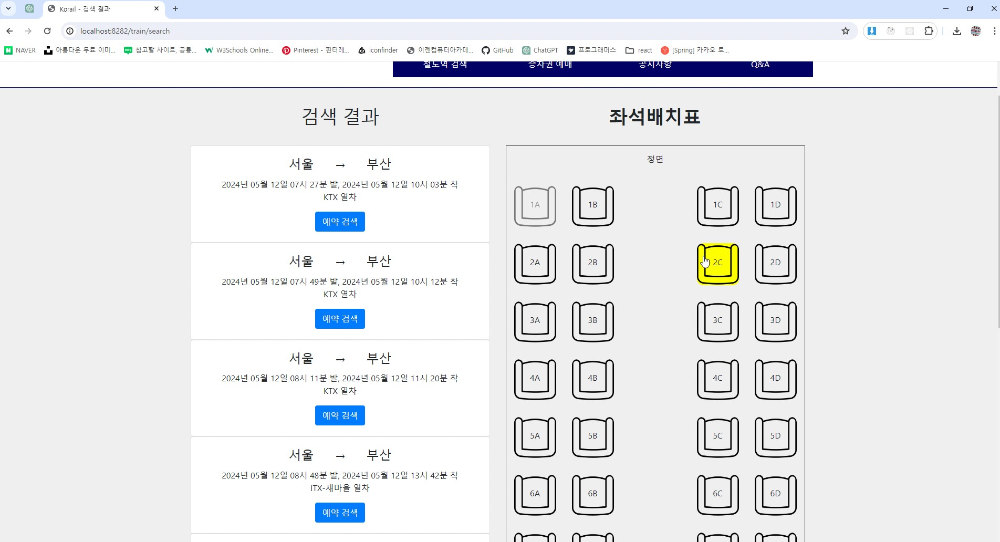 Korail - 검색 결과
localhost:8282/train/search
NAVER
아름다운 무료 이미...
참고할 사이트, 공룡...
W3Schools Online...
Pinterest - 핀터레...
iconfinder
이젠컴퓨터아카데...
GitHub
ChatGPT
프로그래머스
react
[Spring] 카카오 로...
철도역 검색 승차권 예매 공지사항 Q&A
검색 결과
서울 → 부산
2024년 05월 12일 07시 27분 발, 2024년 05월 12일 10시 03분 착
KTX 열차
예약 검색
서울 → 부산
2024년 05월 12일 07시 49분 발, 2024년 05월 12일 10시 12분 착
KTX 열차
예약 검색
서울 → 부산
2024년 05월 12일 08시 11분 발, 2024년 05월 12일 11시 20분 착
KTX 열차
예약 검색
서울 → 부산
2024년 05월 12일 08시 48분 발, 2024년 05월 12일 13시 42분 착
ITX-새마을 열차
예약 검색
좌석배치표
정면
1A 1B 1C 1D
2A 2B 2C 2D
3A 3B 3C 3D
4A 4B 4C 4D
5A 5B 5C 5D
6A 6B 6C 6D